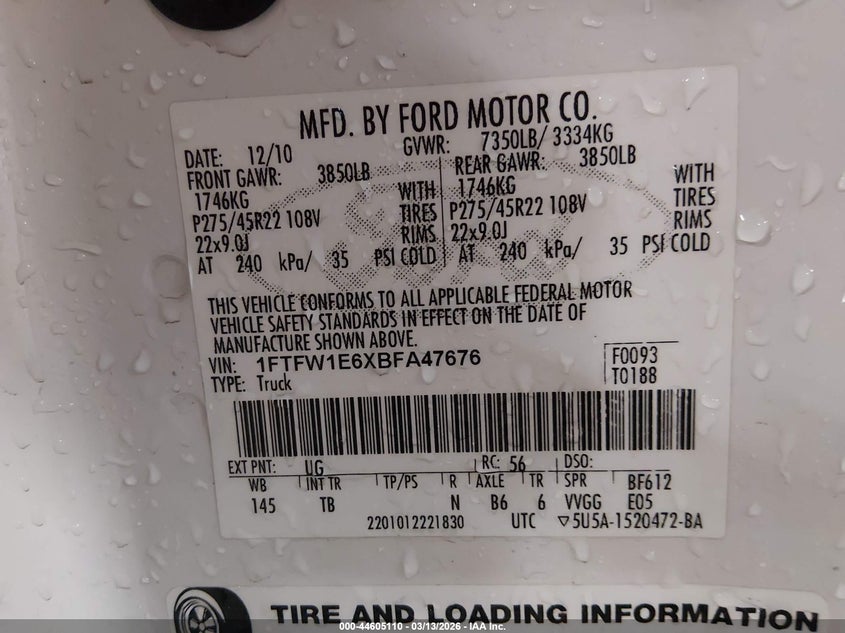 MFD. BY FORD MOTOR CO.
DATE: 12/10 GVWR: 7350LB/ 3334KG
FRONT GAWR: 3850LB REAR GAWR: 3850LB
1746KG WITH 1746KG WITH
P275/45R22 108V TIRES P275/45R22 108V TIRES
22x9.0J RIMS 22x9.0J RIMS
AT 240 kPa/ 35 PSI COLD AT 240 kPa/ 35 PSI COLD
Ford
THIS VEHICLE CONFORMS TO ALL APPLICABLE FEDERAL MOTOR
VEHICLE SAFETY STANDARDS IN EFFECT ON THE DATE OF
MANUFACTURE SHOWN ABOVE.
VIN: 1FTFW1E6XBFA47676 F0093
TYPE: Truck T0188
EXT PNT: UG RC: 56 DSO:
WB INT TR TP/PS R AXLE TR SPR BF612
145 TB N B6 6 VVGG E05
2201012221830 UTC ▽5U5A-1520472-BA
TIRE AND LOADING INFORMATION
000-44605110 - 03/13/2026 - IAA Inc.